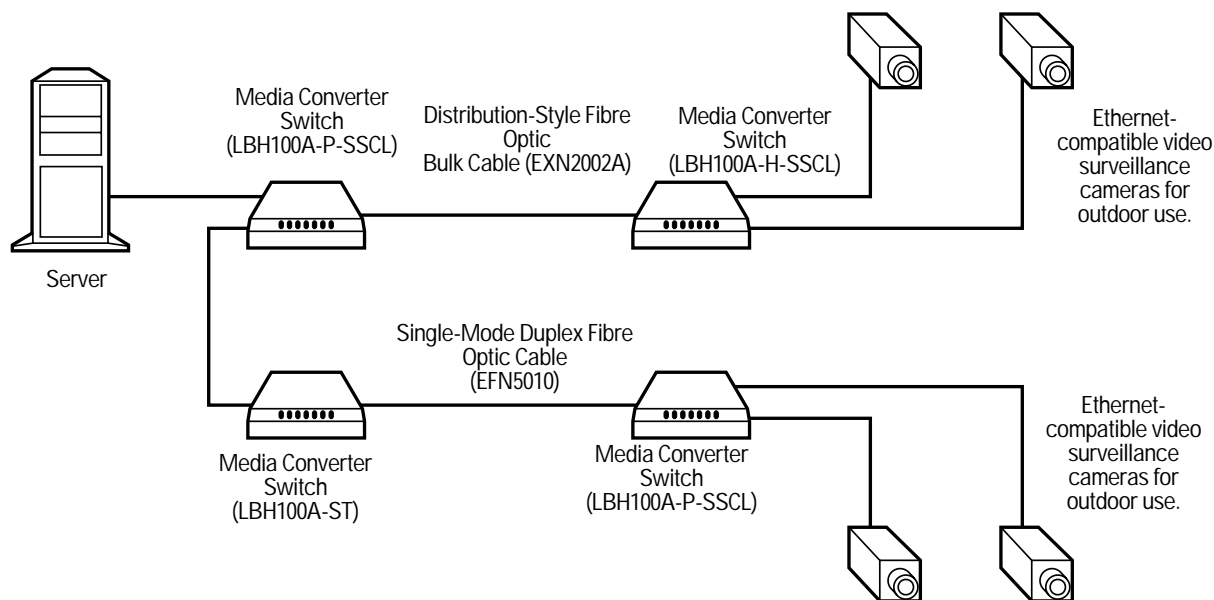 Media Converter
Switch
(LBH100A-P-SSCL)
Distribution-Style Fibre
Optic
Bulk Cable (EXN2002A)
Media Converter
Switch
(LBH100A-H-SSCL)
Ethernet-
compatible video
surveillance
cameras for
outdoor use.
Server
Single-Mode Duplex Fibre
Optic Cable
(EFN5010)
Media Converter
Switch
(LBH100A-ST)
Media Converter
Switch
(LBH100A-P-SSCL)
Ethernet-
compatible video
surveillance
cameras for
outdoor use.